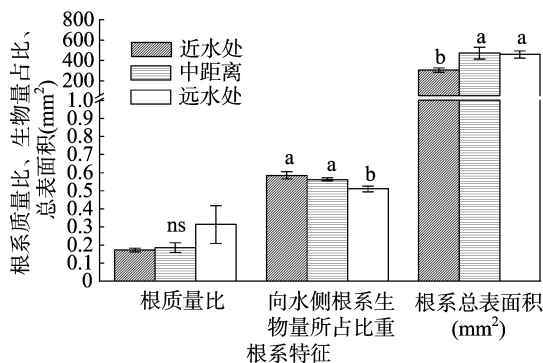 根系质量比、生物量占比、
总表面积(mm²)
800
600
400
200
1.0
0.9
0.8
0.7
0.6
0.5
0.4
0.3
0.2
0.1
0
近水处
中距离
远水处
ns
a
a
b
b
a
a
根质量比
向水侧根系生
物量所占比重
根系总表面积
(mm²)
根系特征